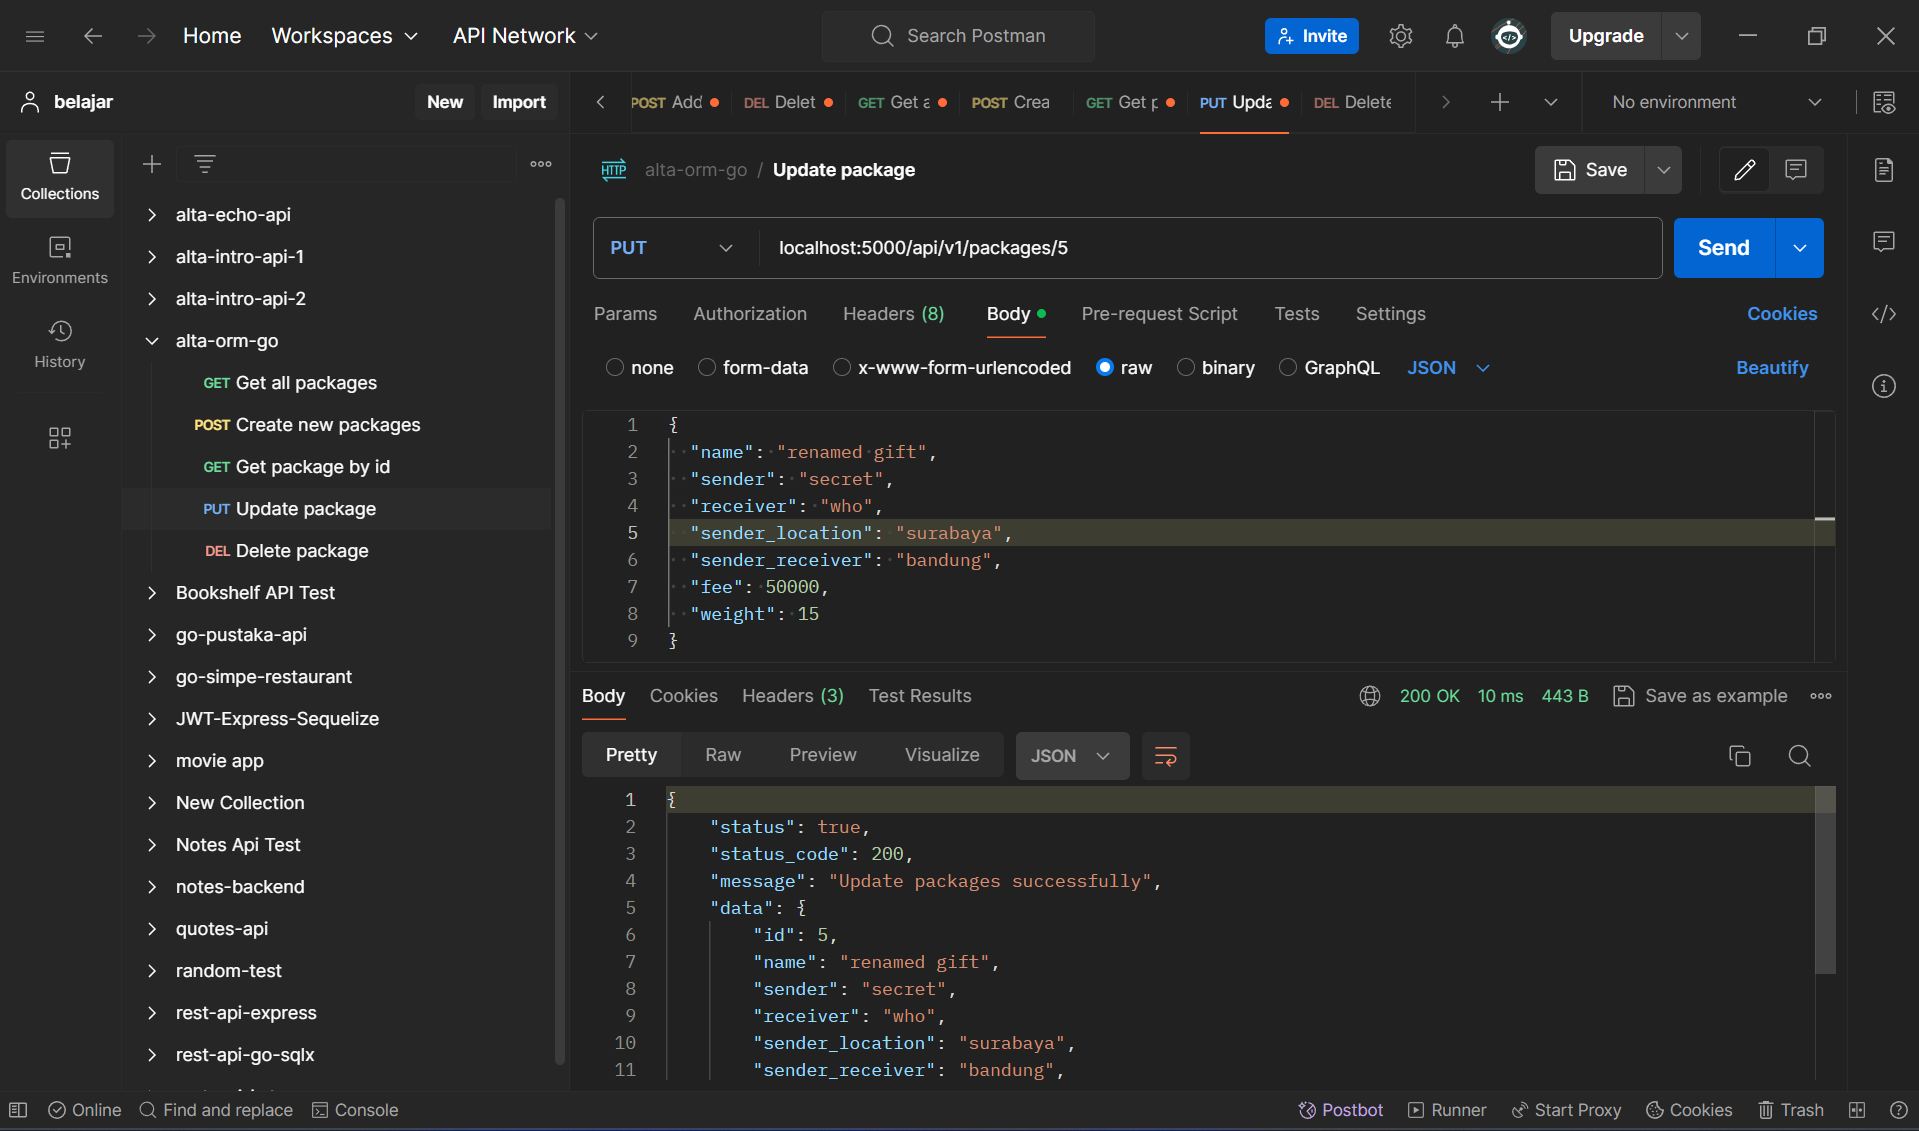 Home Workspaces API Network Search Postman Invite Upgrade
belajar New Import
POST Add DEL Delet GET Get POST Crea GET Get PUT Upda DEL Delete No environment
Collections
Environments
History
alta-echo-api
alta-intro-api-1
alta-intro-api-2
alta-orm-go
GET Get all packages
POST Create new packages
GET Get package by id
PUT Update package
DEL Delete package
Bookshelf API Test
go-pustaka-api
go-simpe-restaurant
JWT-Express-Sequelize
movie app
New Collection
Notes Api Test
notes-backend
quotes-api
random-test
rest-api-express
rest-api-go-sqlx
HTTP alta-orm-go / Update package Save
PUT localhost:5000/api/v1/packages/5 Send
Params Authorization Headers (8) Body Pre-request Script Tests Settings Cookies
none form-data x-www-form-urlencoded raw binary GraphQL JSON Beautify
1 {
2 "name": "renamed gift",
3 "sender": "secret",
4 "receiver": "who",
5 "sender_location": "surabaya",
6 "sender_receiver": "bandung",
7 "fee": 50000,
8 "weight": 15
9 }
Body Cookies Headers (3) Test Results 200 OK 10 ms 443 B Save as example
Pretty Raw Preview Visualize JSON
1 {
2 "status": true,
3 "status_code": 200,
4 "message": "Update packages successfully",
5 "data": {
6 "id": 5,
7 "name": "renamed gift",
8 "sender": "secret",
9 "receiver": "who",
10 "sender_location": "surabaya",
11 "sender_receiver": "bandung",
Online Find and replace Console Postbot Runner Start Proxy Cookies Trash